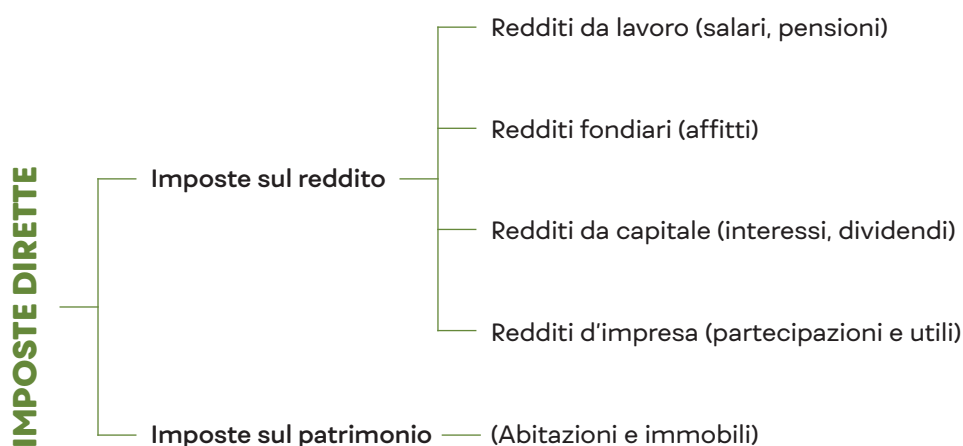 IMPOSTE DIRETTE
Imposte sul reddito
Redditi da lavoro (salari, pensioni)
Redditi fondiari (affitti)
Redditi da capitale (interessi, dividendi)
Redditi d’impresa (partecipazioni e utili)
Imposte sul patrimonio
(Abitazioni e immobili)